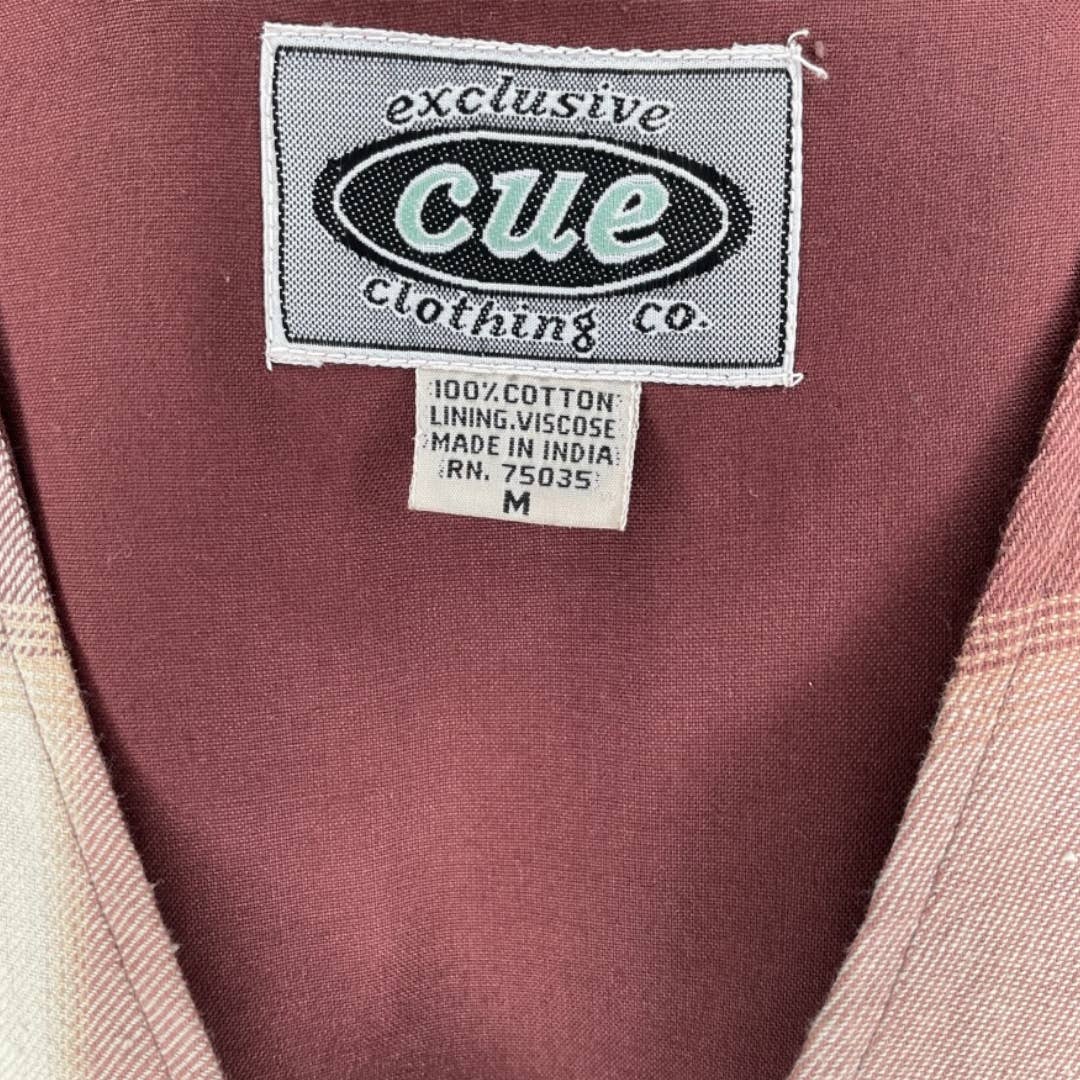 exclusive
cue
clothing co.
100% COTTON
LINING.VISCOSE
MADE IN INDIA
RN. 75035
M